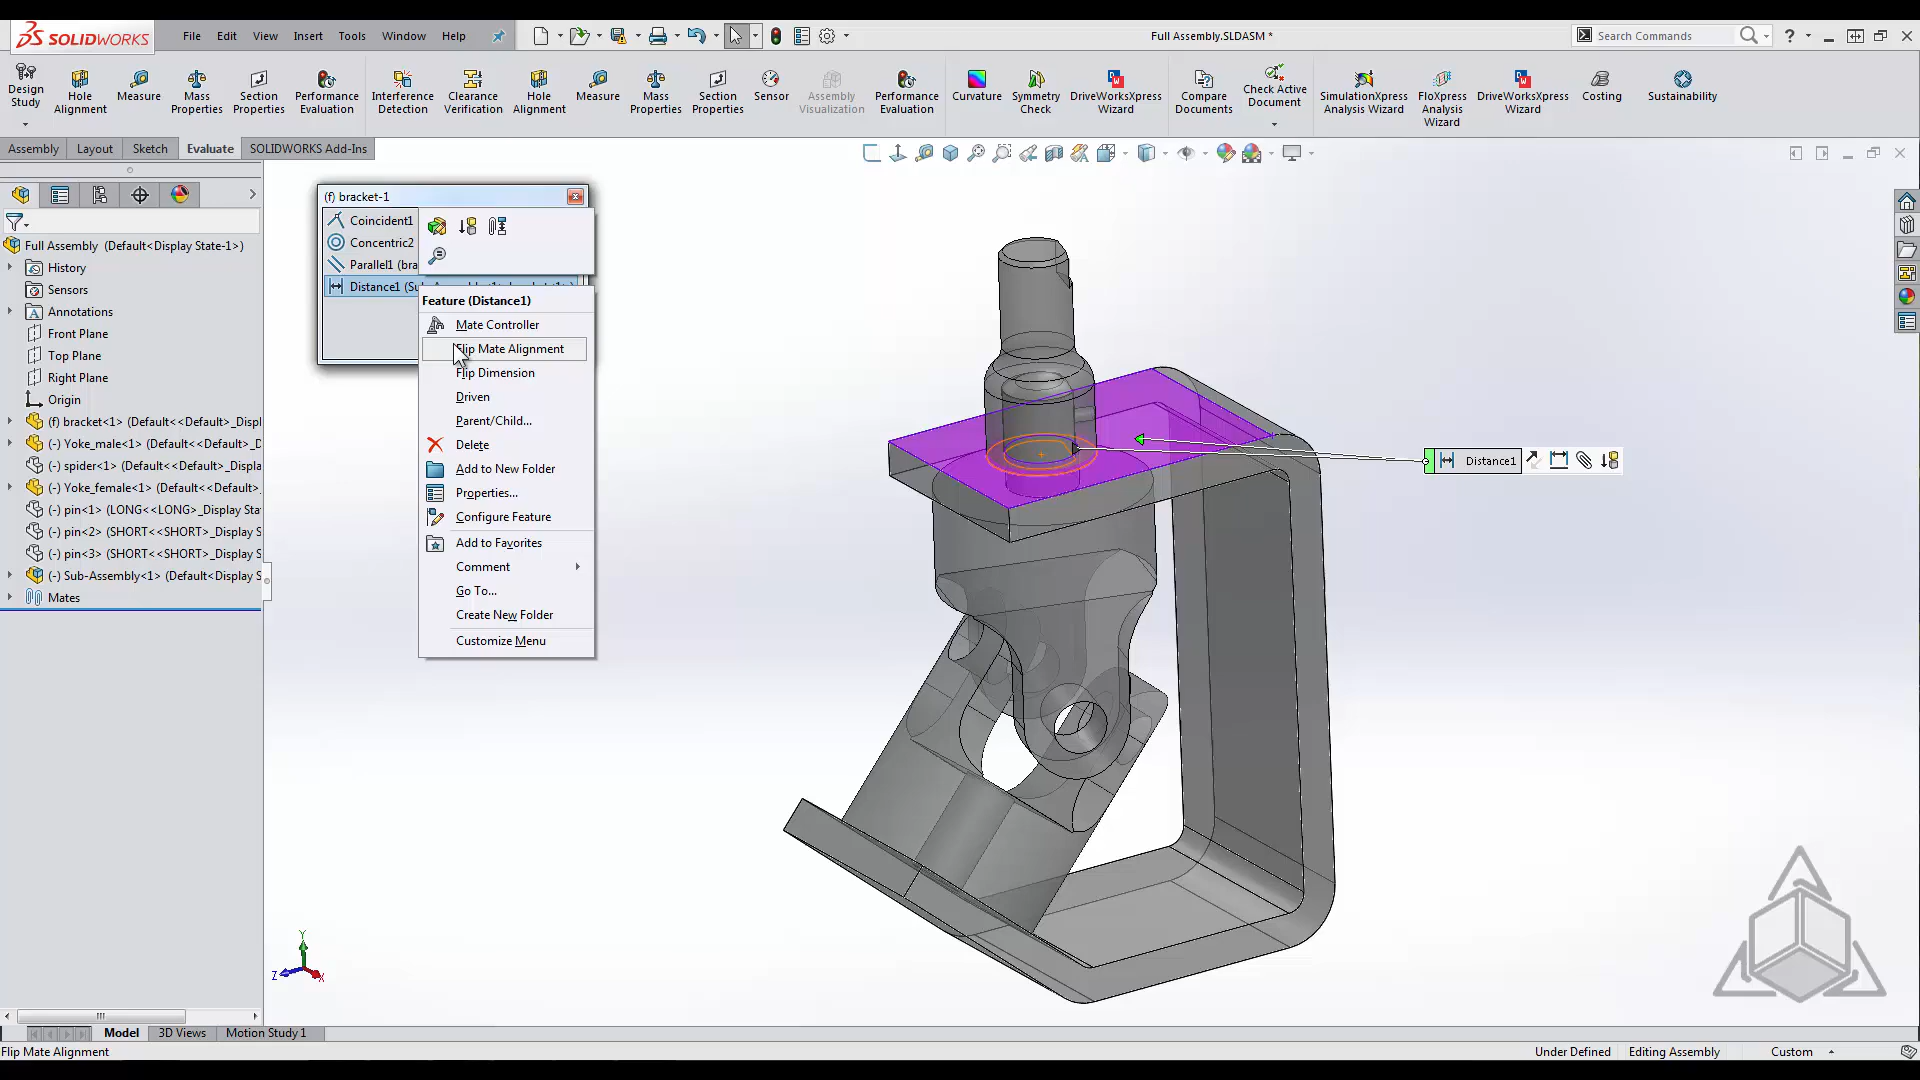 SOLIDWORKS File Edit View Insert Tools Window Help Full Assembly.SLDASM * Search Commands ?
Design Study Hole Alignment Measure Mass Properties Section Properties Performance Evaluation Interference Detection Clearance Verification Hole Alignment Measure Mass Properties Section Properties Sensor Assembly Visualization Performance Evaluation Curvature Symmetry Check DriveWorksXpress Wizard Compare Documents Check Active Document SimulationXpress Analysis Wizard FloXpress Analysis Wizard DriveWorksXpress Wizard Costing Sustainability
Assembly Layout Sketch Evaluate SOLIDWORKS Add-Ins
Full Assembly (Default<Display State-1>)
History
Sensors
Annotations
Front Plane
Top Plane
Right Plane
Origin
(f) bracket<1> (Default<<Default>_Displ
(-) Yoke_male<1> (Default<<Default>_D
(-) spider<1> (Default<<Default>_Displa
(-) Yoke_female<1> (Default<<Default>_
(-) pin<1> (LONG<<LONG>_Display Sta
(-) pin<2> (SHORT<<SHORT>_Display S
(-) pin<3> (SHORT<<SHORT>_Display S
(-) Sub-Assembly<1> (Default<Display S
Mates
(f) bracket-1
Coincident1
Concentric2
Parallel1 (bra
Distance1 (Su
Feature (Distance1)
Mate Controller
Flip Mate Alignment
Flip Dimension
Driven
Parent/Child...
Delete
Add to New Folder
Properties...
Configure Feature
Add to Favorites
Comment
Go To...
Create New Folder
Customize Menu
Distance1
Y
Z
X
Model 3D Views Motion Study 1
Flip Mate Alignment Under Defined Editing Assembly Custom